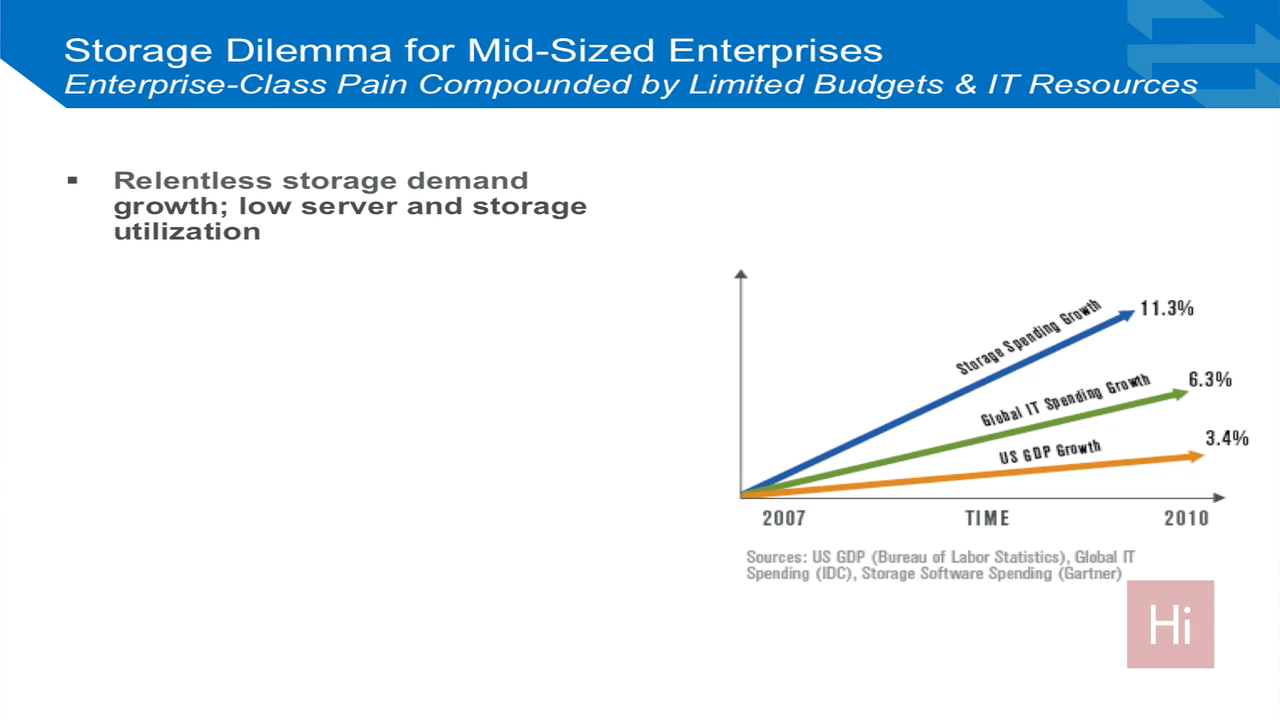 Storage Dilemma for Mid-Sized Enterprises
Enterprise-Class Pain Compounded by Limited Budgets & IT Resources
▪ Relentless storage demand
growth; low server and storage
utilization
11.3%
Storage Spending Growth
6.3%
Global IT Spending Growth
3.4%
US GDP Growth
2007 TIME 2010
Sources: US GDP (Bureau of Labor Statistics), Global IT
Spending (IDC), Storage Software Spending (Gartner)
Hi